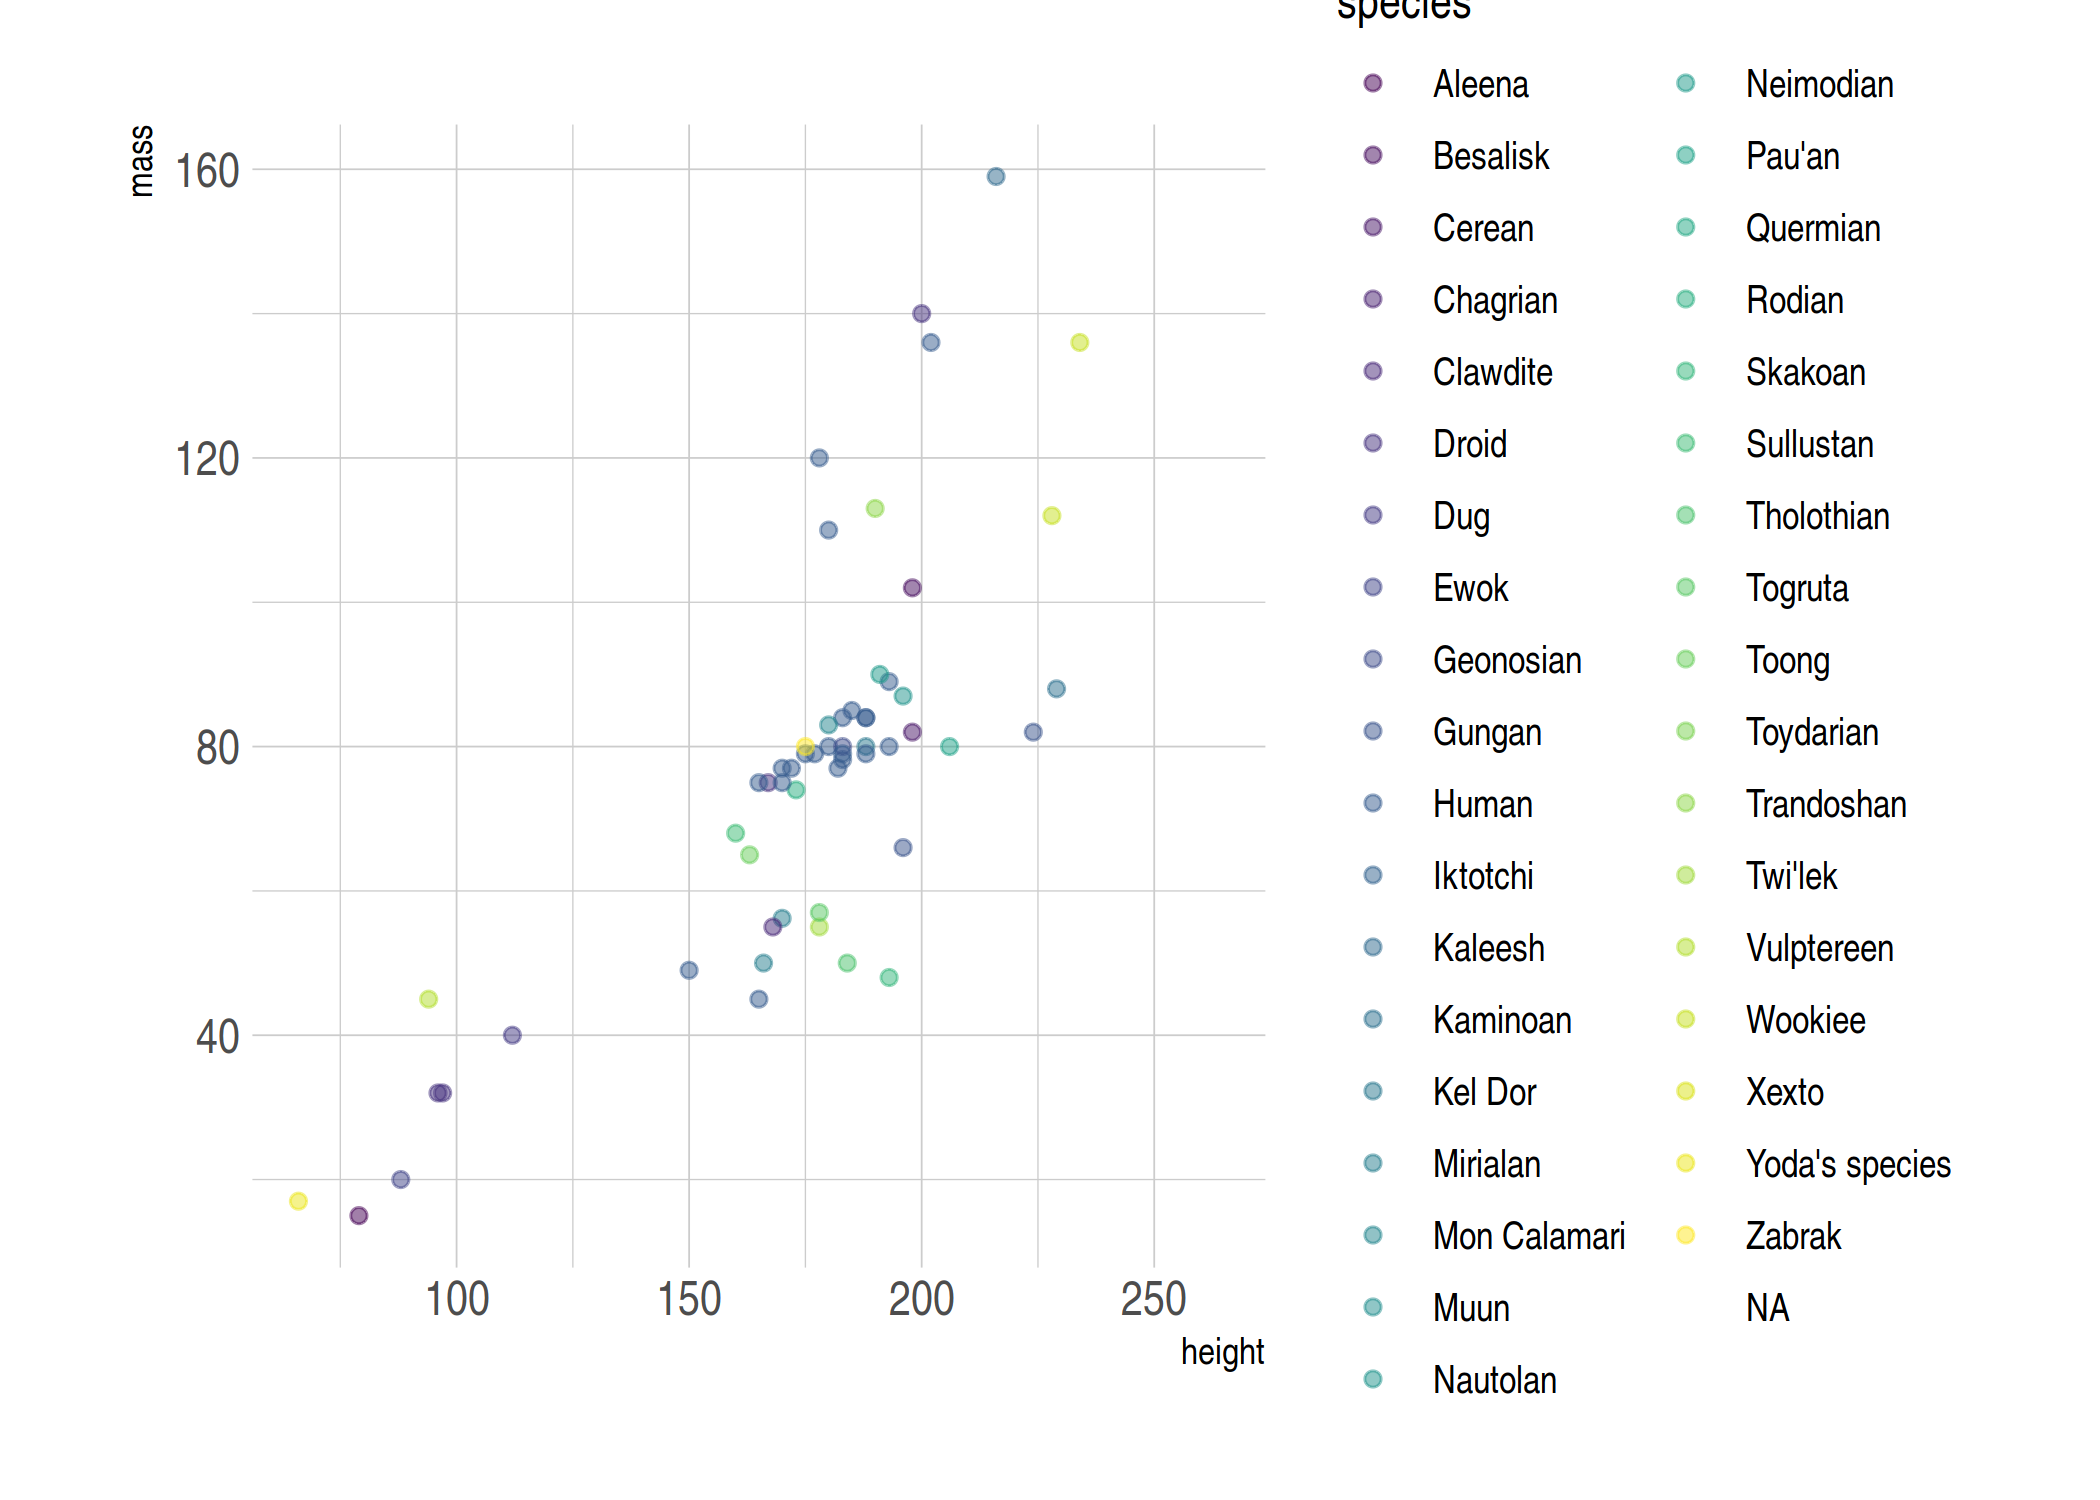 species
mass
160
120
80
40
100 150 200 250
height
Aleena
Besalisk
Cerean
Chagrian
Clawdite
Droid
Dug
Ewok
Geonosian
Gungan
Human
Iktotchi
Kaleesh
Kaminoan
Kel Dor
Mirialan
Mon Calamari
Muun
Nautolan
Neimodian
Pau'an
Quermian
Rodian
Skakoan
Sullustan
Tholothian
Togruta
Toong
Toydarian
Trandoshan
Twi'lek
Vulptereen
Wookiee
Xexto
Yoda's species
Zabrak
NA